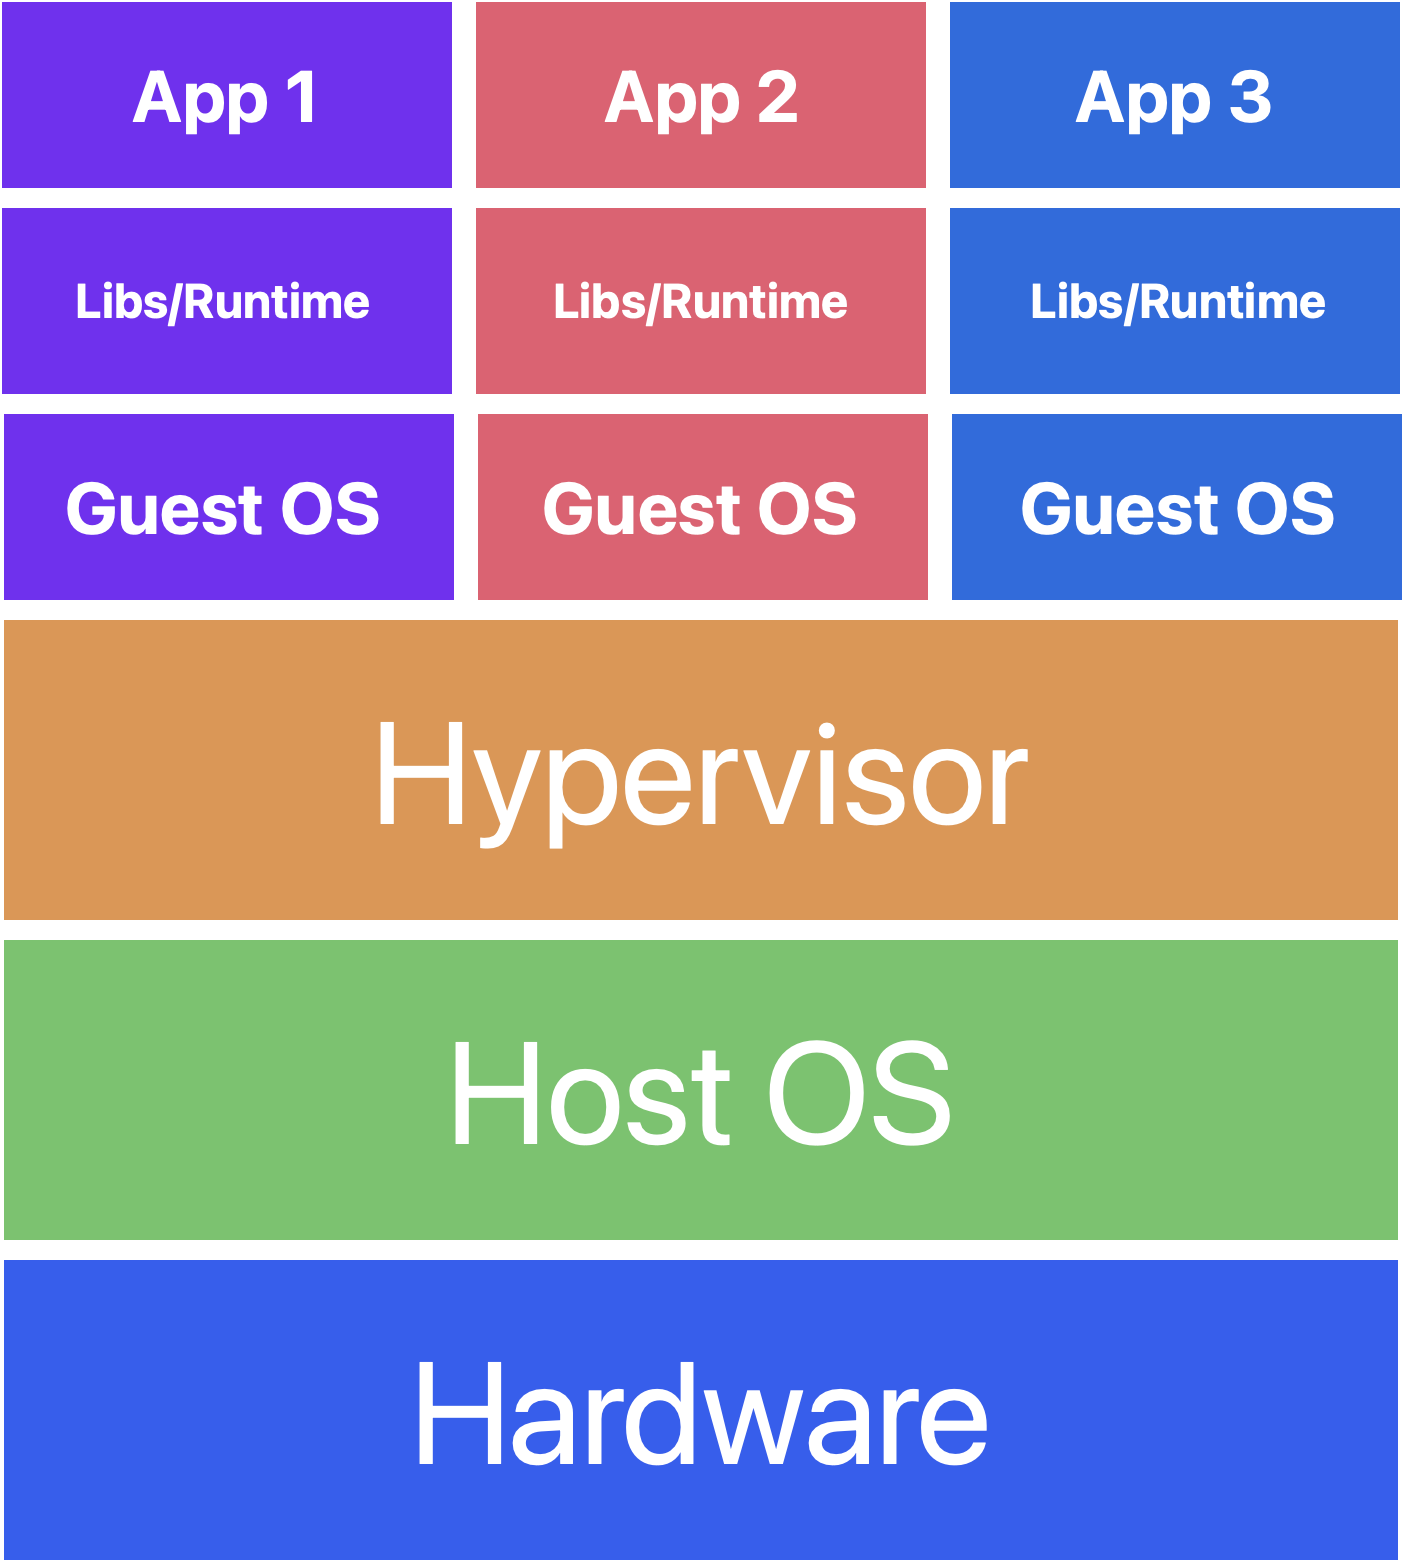 App 1
App 2
App 3
Libs/Runtime
Libs/Runtime
Libs/Runtime
Guest OS
Guest OS
Guest OS
Hypervisor
Host OS
Hardware